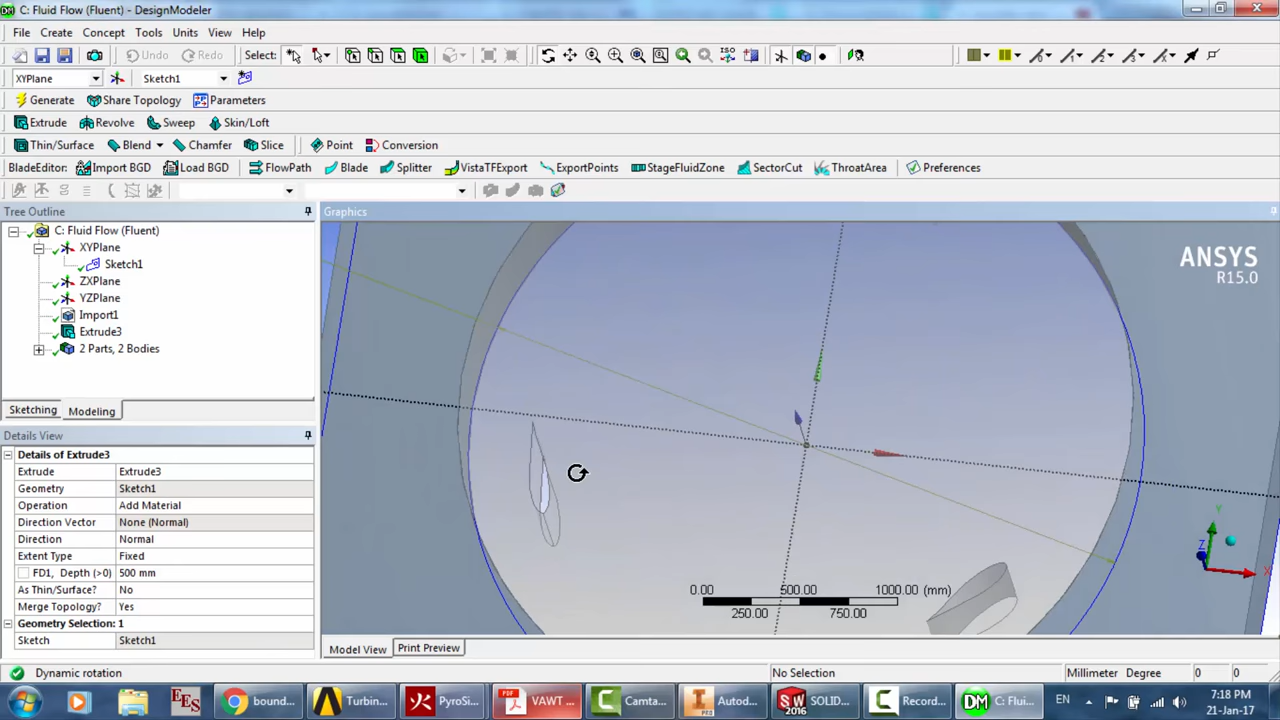 C: Fluid Flow (Fluent) - DesignModeler
File Create Concept Tools Units View Help
Undo Redo Select:
XYPlane Sketch1
Generate Share Topology Parameters
Extrude Revolve Sweep Skin/Loft
Thin/Surface Blend Chamfer Slice Point Conversion
BladeEditor: Import BGD Load BGD FlowPath Blade Splitter VistaTFExport ExportPoints StageFluidZone SectorCut ThroatArea Preferences
Tree Outline
C: Fluid Flow (Fluent)
XYPlane
Sketch1
ZXPlane
YZPlane
Import1
Extrude3
2 Parts, 2 Bodies
Sketching Modeling
Details View
Details of Extrude3
Extrude Extrude3
Geometry Sketch1
Operation Add Material
Direction Vector None (Normal)
Direction Normal
Extent Type Fixed
FD1, Depth (>0) 500 mm
As Thin/Surface? No
Merge Topology? Yes
Geometry Selection: 1
Sketch Sketch1
Graphics
ANSYS
R15.0
0.00 500.00 1000.00 (mm)
250.00 750.00
Y
Z
X
Model View Print Preview
Dynamic rotation No Selection Millimeter Degree 0 0
EES bound... Turbin... PyroSi... VAWT ... Camta... Autod... SOLID... Record... C: Flui... EN 7:18 PM
21-Jan-17